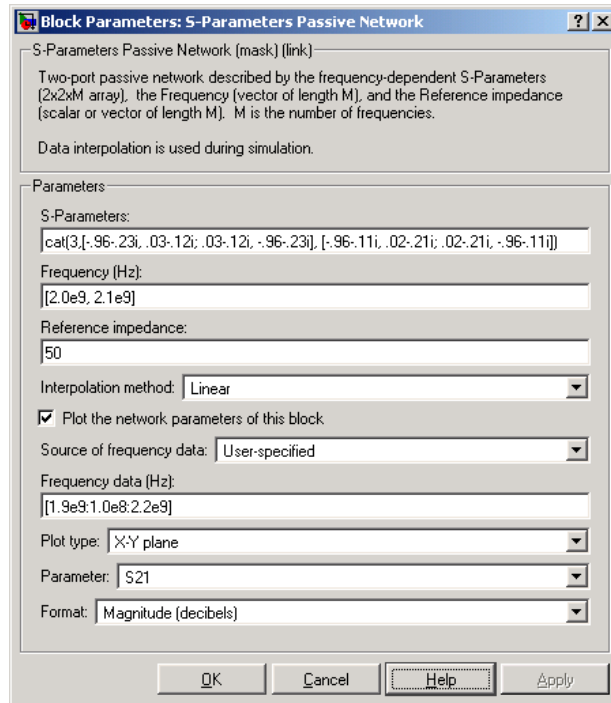 Block Parameters: S-Parameters Passive Network
S-Parameters Passive Network (mask) (link)
Two-port passive network described by the frequency-dependent S-Parameters
(2x2xM array), the Frequency (vector of length M), and the Reference impedance
(scalar or vector of length M). M is the number of frequencies.
Data interpolation is used during simulation.
Parameters
S-Parameters:
cat(3,[-.96-.23i, .03-.12i; .03-.12i, -.96-.23i], [-.96-.11i, .02-.21i; .02-.21i, -.96-.11i])
Frequency (Hz):
[2.0e9, 2.1e9]
Reference impedance:
50
Interpolation method: Linear
Plot the network parameters of this block
Source of frequency data: User-specified
Frequency data (Hz):
[1.9e9:1.0e8:2.2e9]
Plot type: X-Y plane
Parameter: S21
Format: Magnitude (decibels)
OK Cancel Help Apply